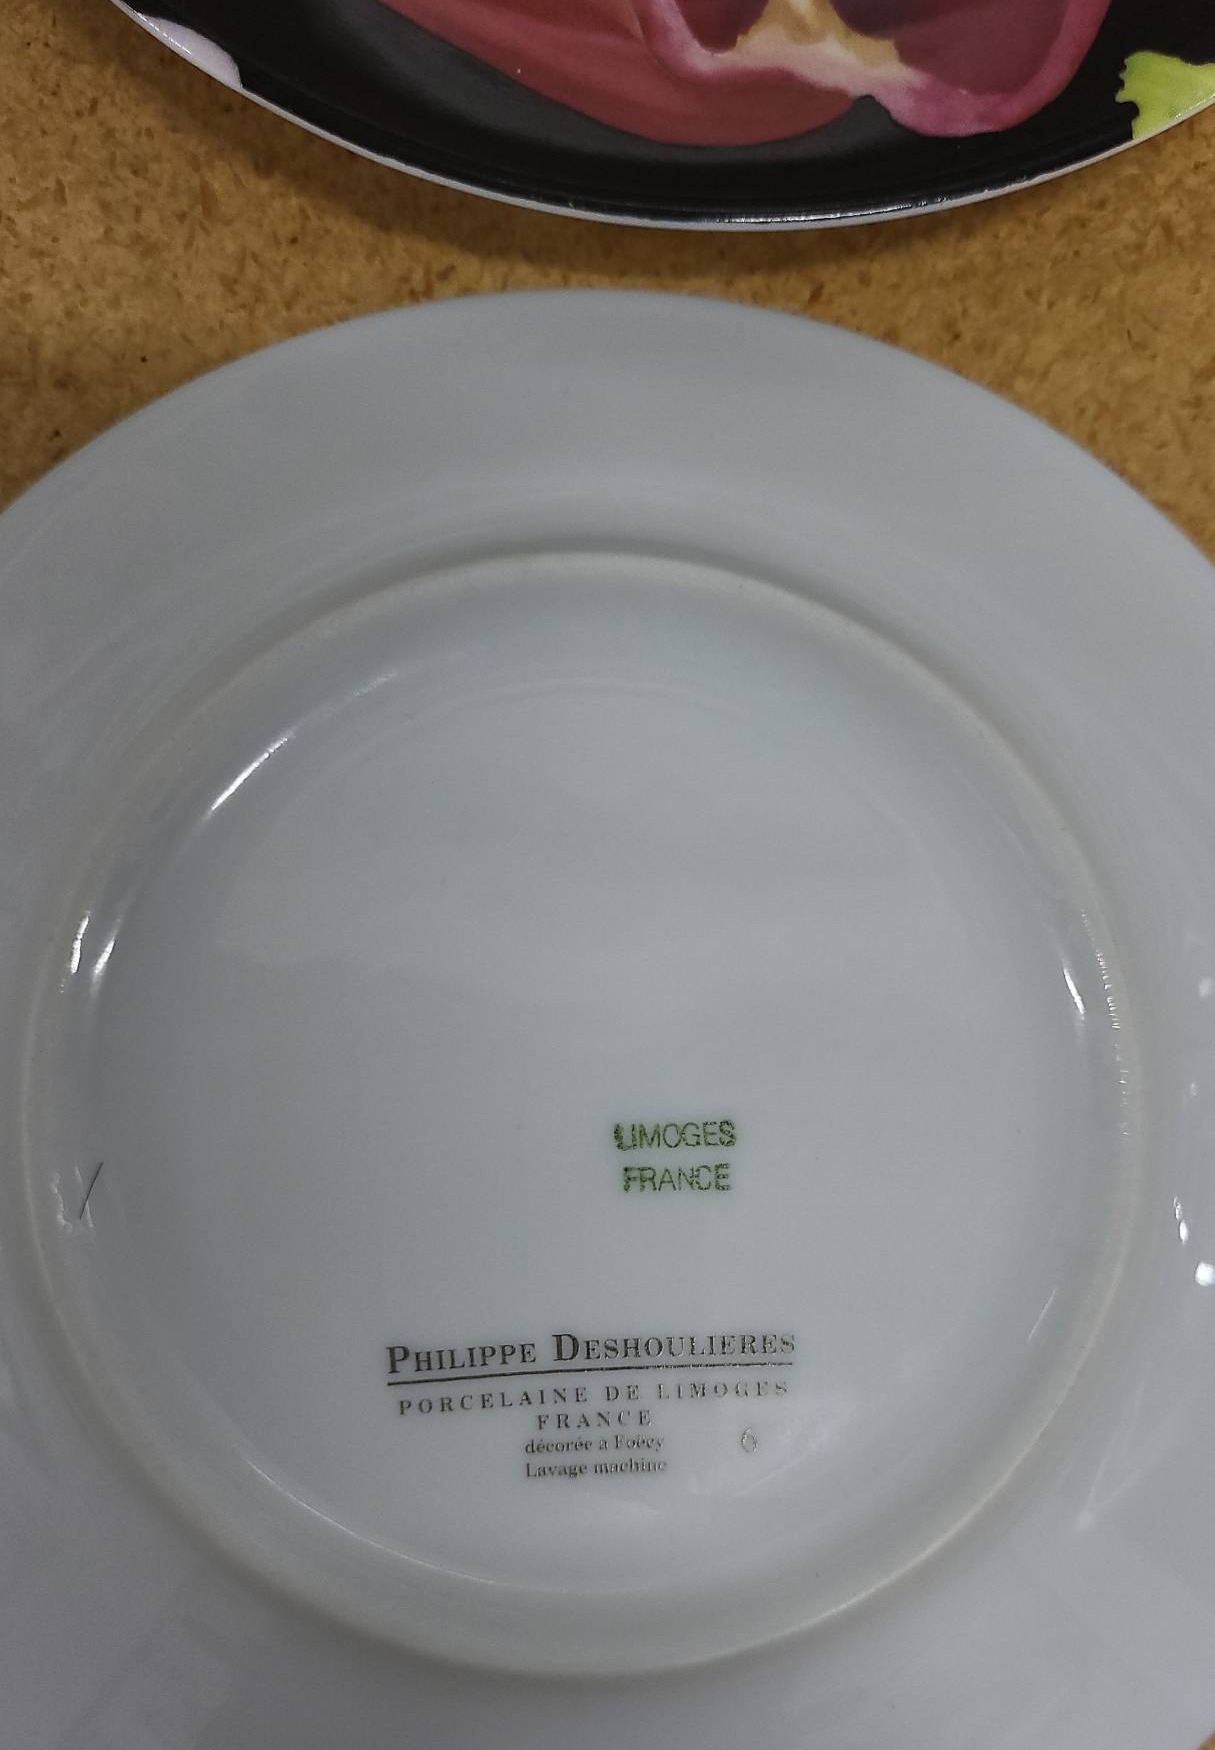 LIMOGES
FRANCE
PHILIPPE DESHOULIERES
PORCELAINE DE LIMOGES
FRANCE
décorée à Foëcy 6
Lavage machine